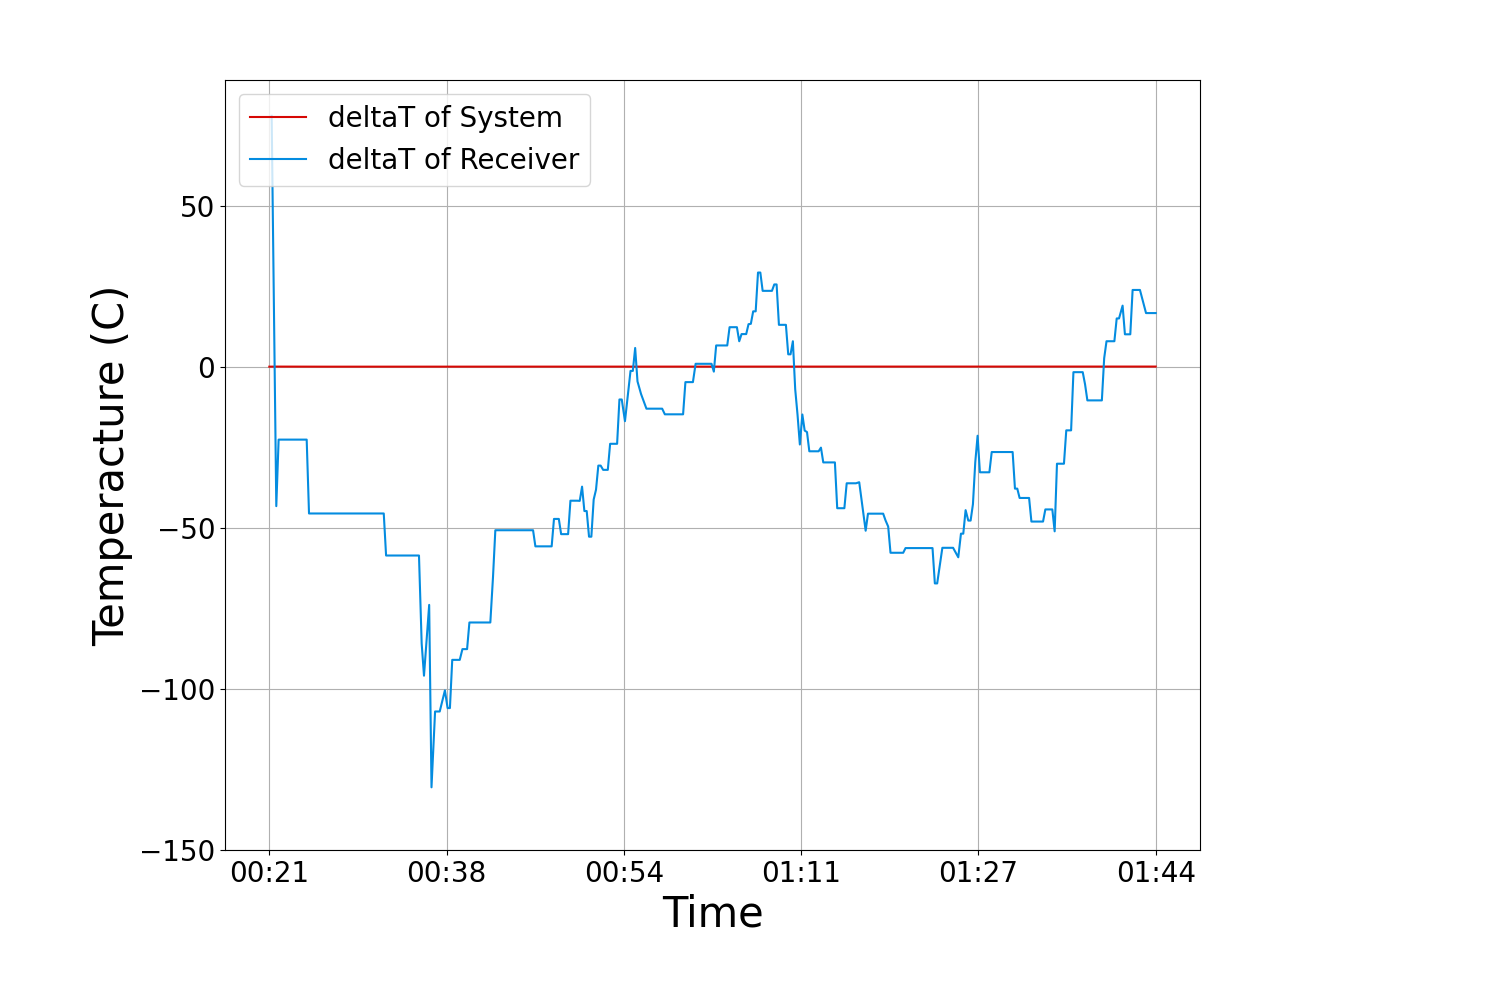 deltaT of System
deltaT of Receiver
50
0
−50
−100
−150
Temperacture (C)
00:21 00:38 00:54 01:11 01:27 01:44
Time